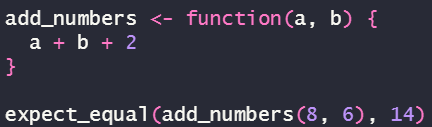 add_numbers <- function(a, b) {
  a + b + 2
}

expect_equal(add_numbers(8, 6), 14)